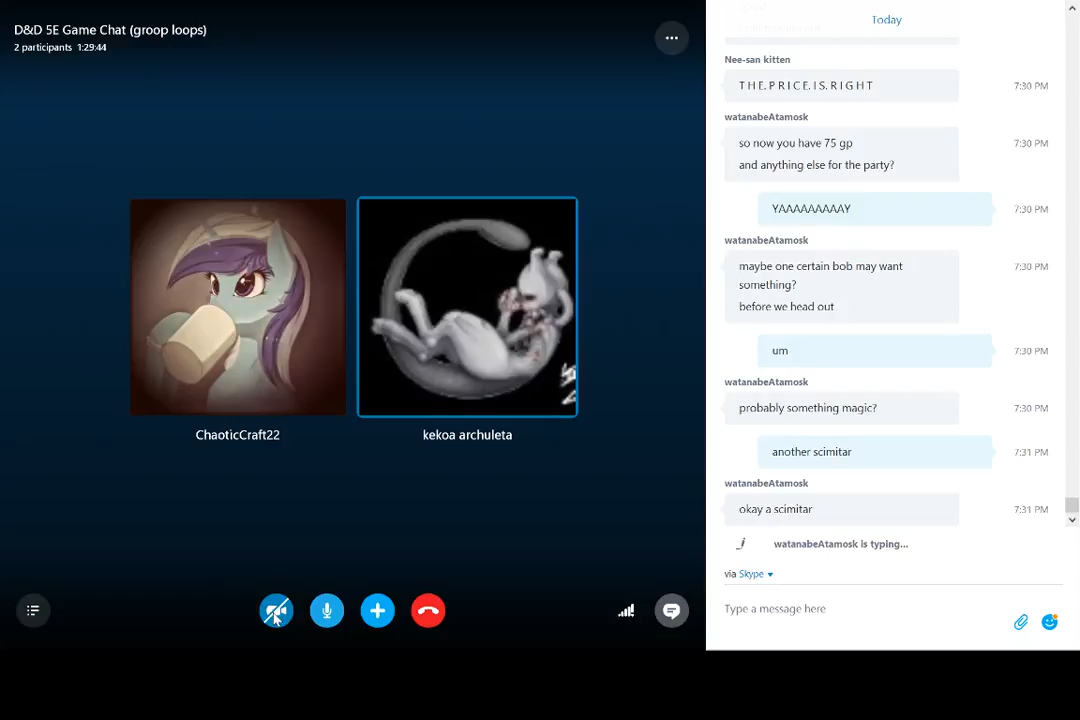 D&D 5E Game Chat (groop loops)
2 participants 1:29:44
ChaoticCraft22
kekoa archuleta
Today
Nee-san kitten
T H E. P R I C E. I S. R I G H T
7:30 PM
watanabeAtamosk
so now you have 75 gp
7:30 PM
and anything else for the party?
YAAAAAAAAAY
7:30 PM
watanabeAtamosk
maybe one certain bob may want
7:30 PM
something?
before we head out
um
7:30 PM
watanabeAtamosk
probably something magic?
7:30 PM
another scimitar
7:31 PM
watanabeAtamosk
okay a scimitar
7:31 PM
watanabeAtamosk is typing...
via Skype
Type a message here